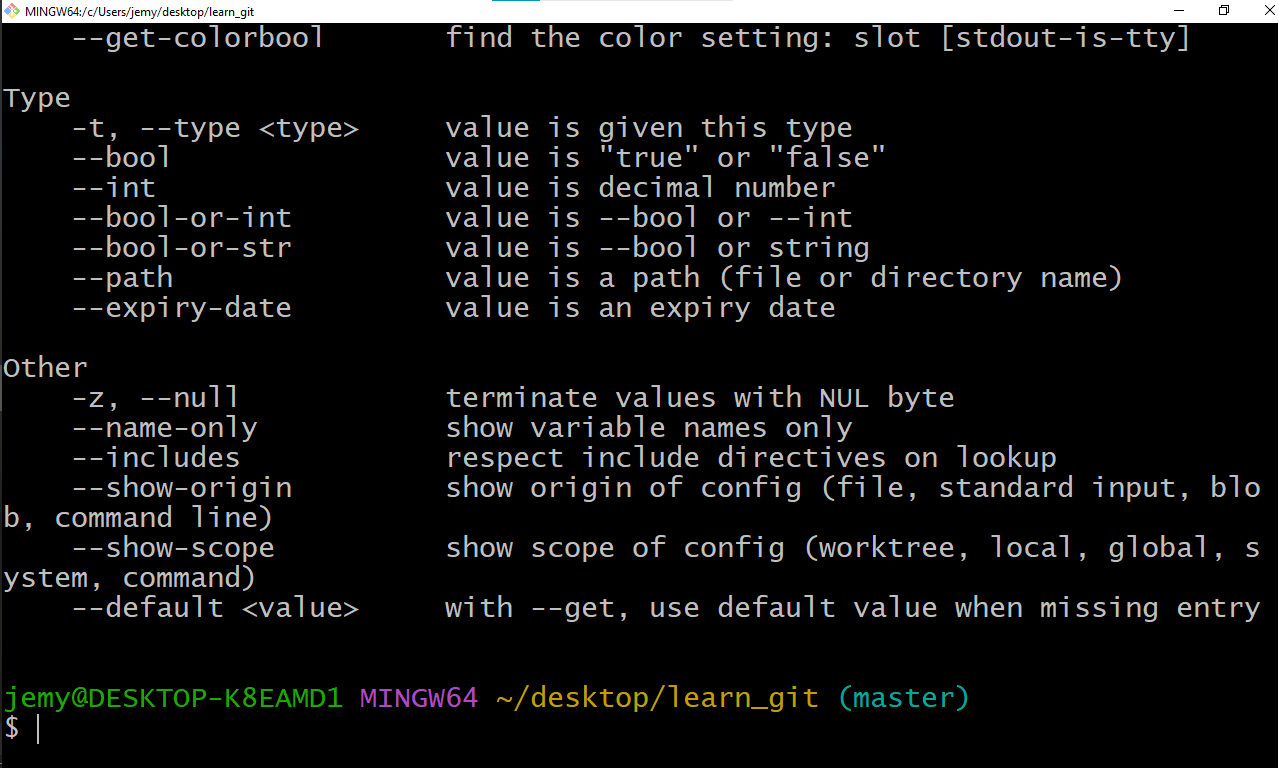 MINGW64:/c/Users/jemy/desktop/learn_git
--get-colorbool find the color setting: slot [stdout-is-tty]
Type
-t, --type <type> value is given this type
--bool value is "true" or "false"
--int value is decimal number
--bool-or-int value is --bool or --int
--bool-or-str value is --bool or string
--path value is a path (file or directory name)
--expiry-date value is an expiry date
Other
-z, --null terminate values with NUL byte
--name-only show variable names only
--includes respect include directives on lookup
--show-origin show origin of config (file, standard input, blo
b, command line)
--show-scope show scope of config (worktree, local, global, s
ystem, command)
--default <value> with --get, use default value when missing entry
jemy@DESKTOP-K8EAMD1 MINGW64 ~/desktop/learn_git (master)
$